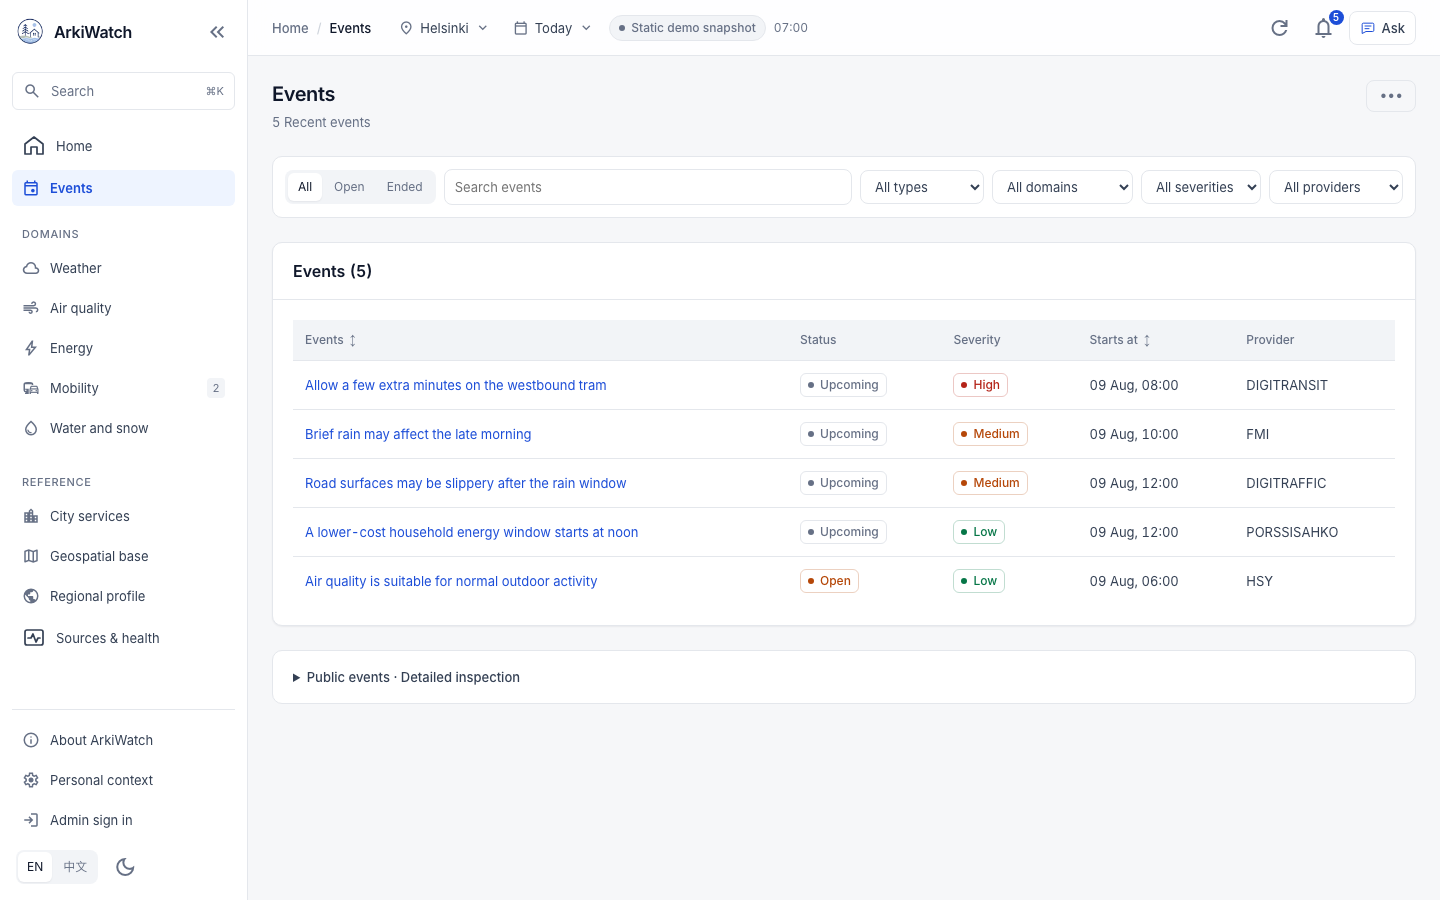 ArkiWatch
Search ⌘K
Home
Events
DOMAINS
Weather
Air quality
Energy
Mobility 2
Water and snow
REFERENCE
City services
Geospatial base
Regional profile
Sources & health
About ArkiWatch
Personal context
Admin sign in
EN 中文
Home / Events Helsinki Today Static demo snapshot 07:00 5 Ask
Events
5 Recent events
All Open Ended Search events All types All domains All severities All providers
Events (5)
Events Status Severity Starts at Provider
Allow a few extra minutes on the westbound tram Upcoming High 09 Aug, 08:00 DIGITRANSIT
Brief rain may affect the late morning Upcoming Medium 09 Aug, 10:00 FMI
Road surfaces may be slippery after the rain window Upcoming Medium 09 Aug, 12:00 DIGITRAFFIC
A lower-cost household energy window starts at noon Upcoming Low 09 Aug, 12:00 PORSSISAHKO
Air quality is suitable for normal outdoor activity Open Low 09 Aug, 06:00 HSY
Public events · Detailed inspection